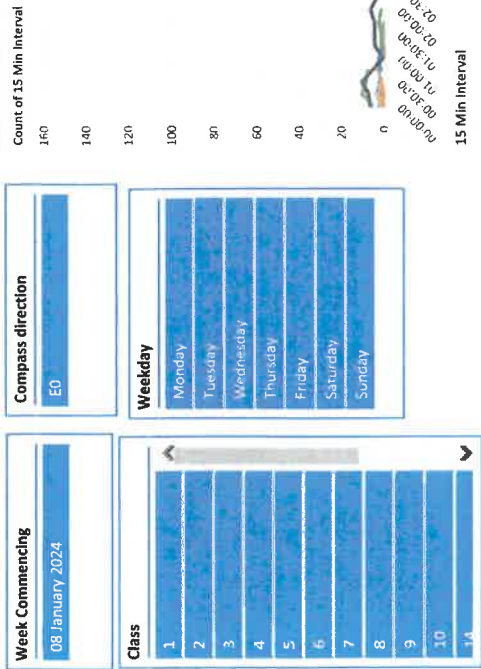 Week Commencing
08 January 2024
Class
1
2
3
4
5
6
7
8
9
10
14
Compass direction
E0
Weekday
Monday
Tuesday
Wednesday
Thursday
Friday
Saturday
Sunday
Count of 15 Min Interval
160
140
120
100
80
60
40
20
0
00:00:00
00:30:00
01:00:00
01:30:00
02:00:00
15 Min Interval